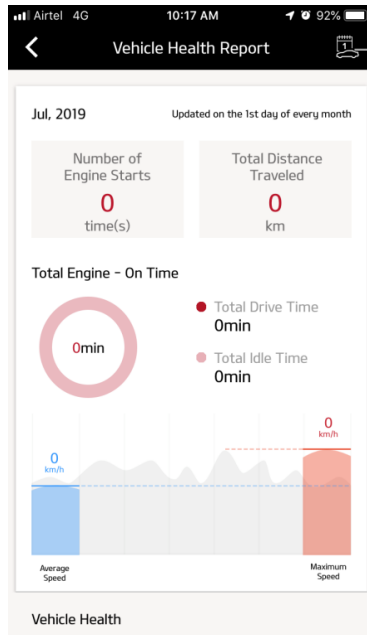 Airtel 4G 10:17 AM 92%
Vehicle Health Report
1
Jul, 2019 Updated on the 1st day of every month
Number of
Engine Starts
0
time(s)
Total Distance
Traveled
0
km
Total Engine - On Time
0min
Total Drive Time
0min
Total Idle Time
0min
0
km/h
0
km/h
Average
Speed
Maximum
Speed
Vehicle Health